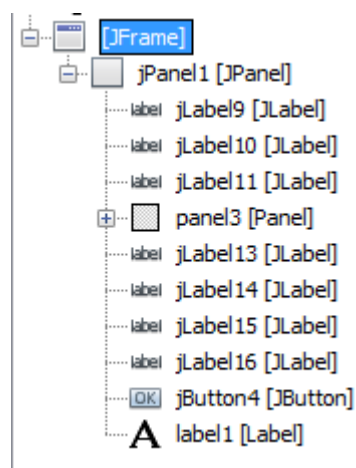 [JFrame]
jPanel1 [JPanel]
label jLabel9 [JLabel]
label jLabel10 [JLabel]
label jLabel11 [JLabel]
panel3 [Panel]
label jLabel13 [JLabel]
label jLabel14 [JLabel]
label jLabel15 [JLabel]
label jLabel16 [JLabel]
OK jButton4 [JButton]
A label1 [Label]